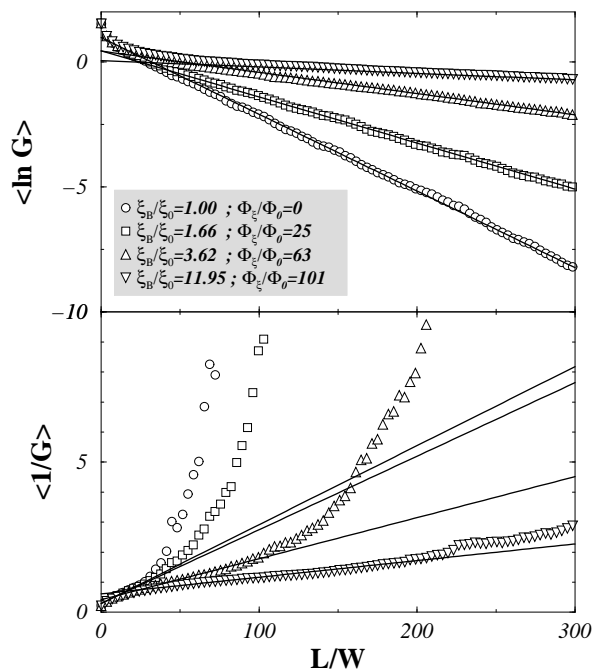 0
<ln G>
−5
ξB/ξ0=1.00 ; Φξ/Φ0=0
ξB/ξ0=1.66 ; Φξ/Φ0=25
ξB/ξ0=3.62 ; Φξ/Φ0=63
ξB/ξ0=11.95 ; Φξ/Φ0=101
−10
<1/G>
5
0
0 100 200 300
L/W